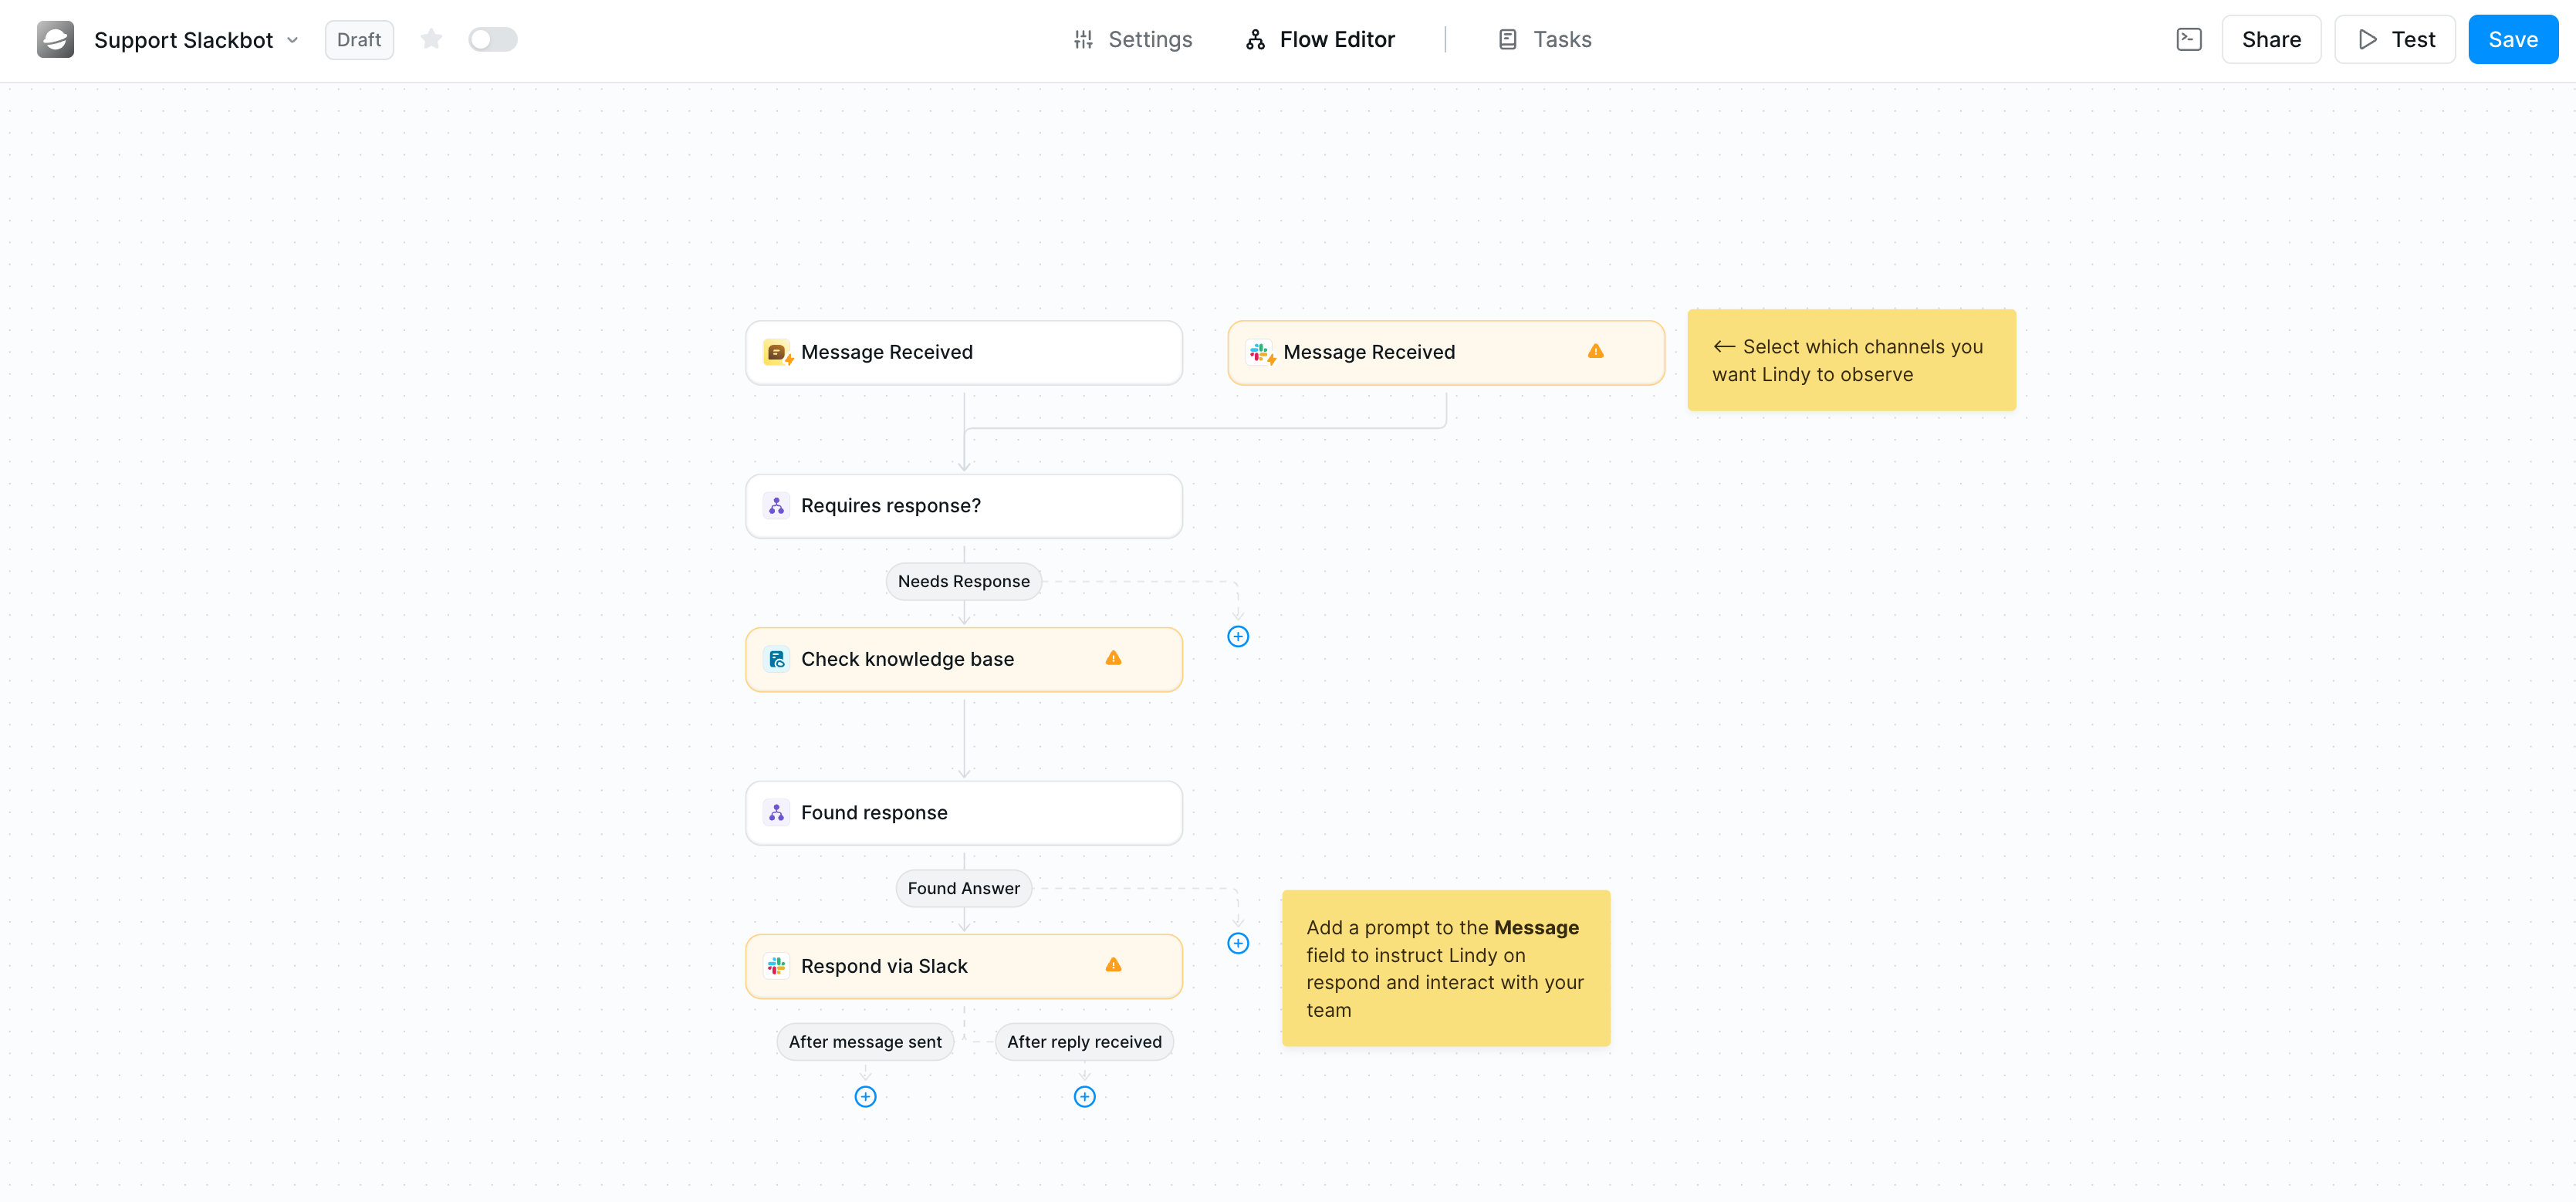 Support Slackbot
Draft
Settings
Flow Editor
Tasks
Share
Test
Save
Message Received
Message Received
← Select which channels you
want Lindy to observe
Requires response?
Needs Response
Check knowledge base
Found response
Found Answer
Respond via Slack
Add a prompt to the Message
field to instruct Lindy on
respond and interact with your
team
After message sent
After reply received